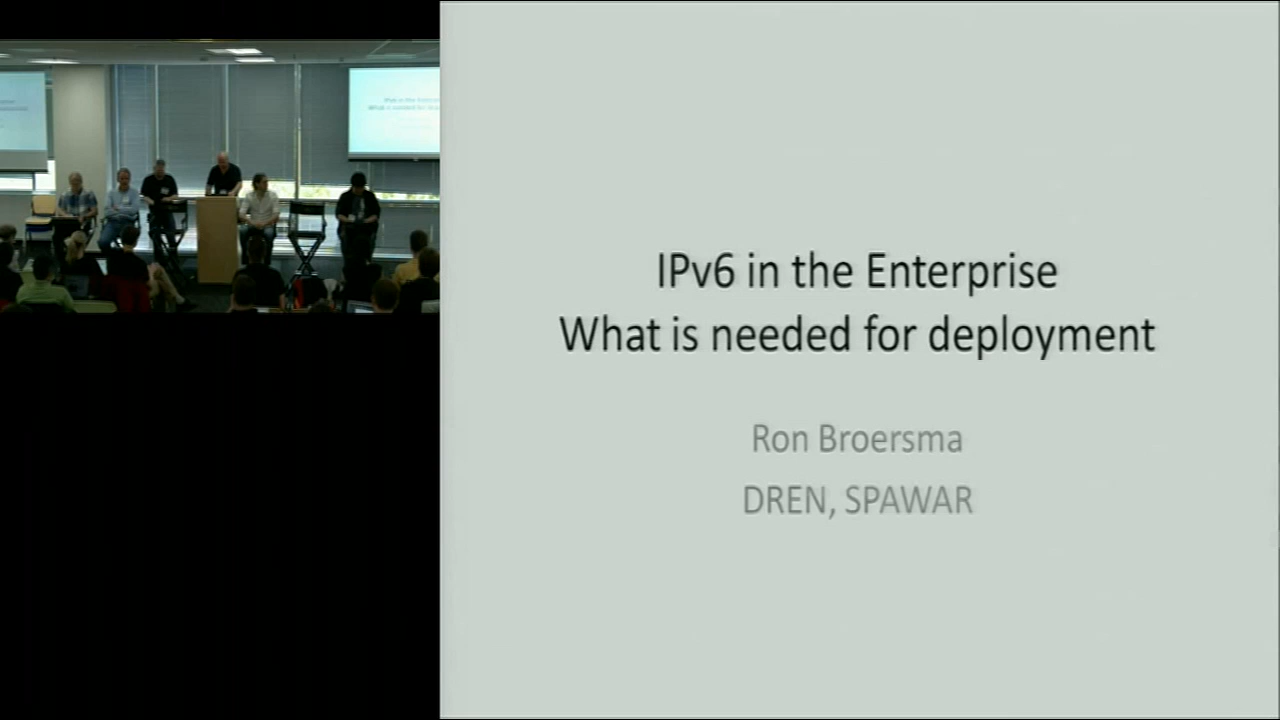 IPv6 in the Enterprise
What is needed for deployment
Ron Broersma
DREN, SPAWAR